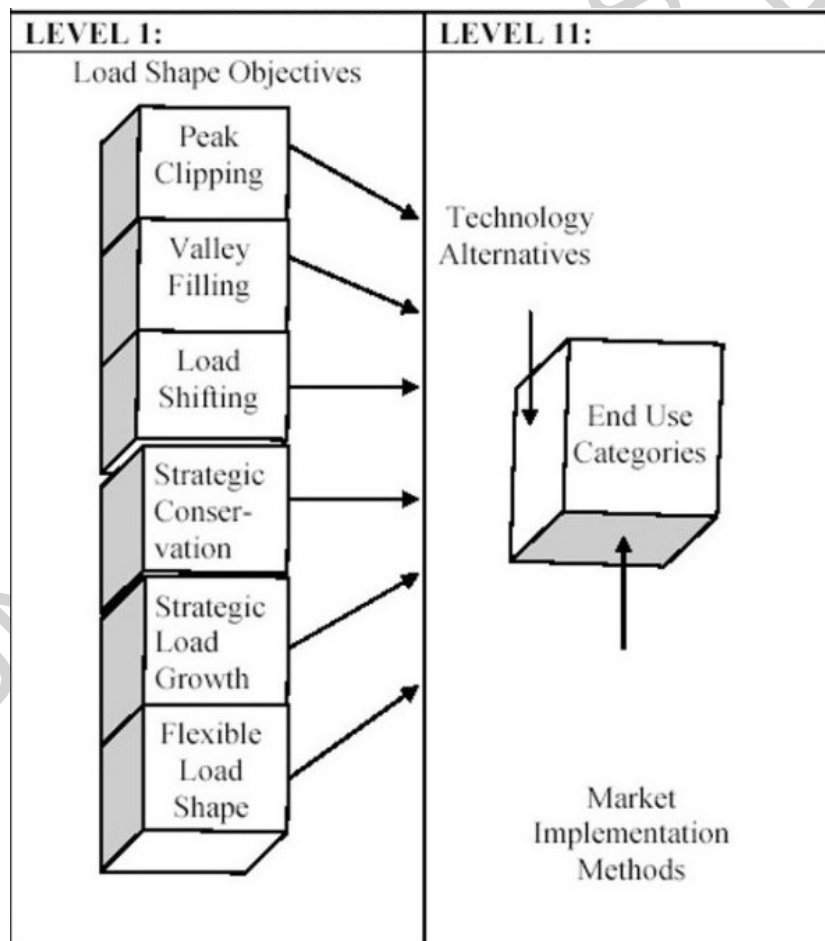 LEVEL 1:
Load Shape Objectives
Peak
Clipping
Valley
Filling
Load
Shifting
Strategic
Conser-
vation
Strategic
Load
Growth
Flexible
Load
Shape
LEVEL 11:
Technology
Alternatives
End Use
Categories
Market
Implementation
Methods